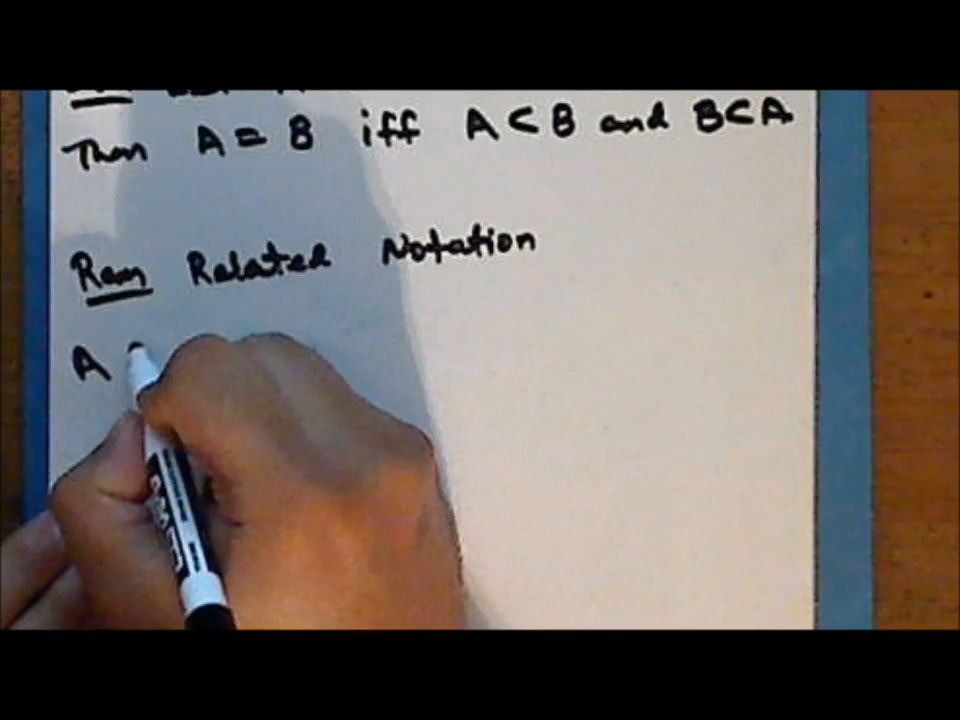 Then A = B iff A ⊂ B and B ⊂ A.
Rem Related Notation
A